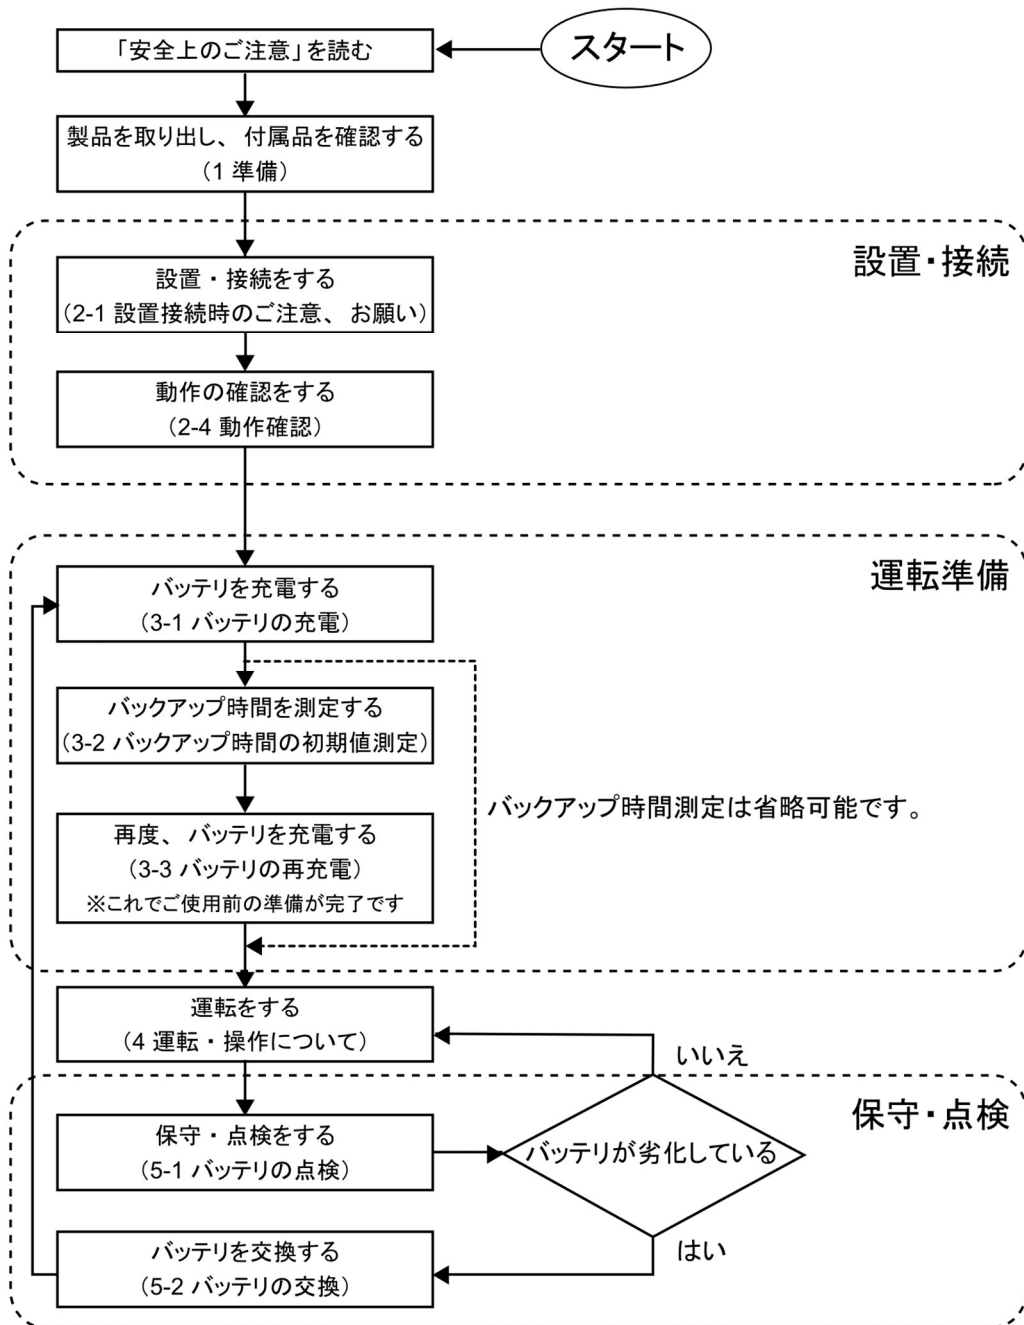 スタート
「安全上のご注意」を読む
製品を取り出し、付属品を確認する
（1 準備）
設置・接続
設置・接続をする
（2-1 設置接続時のご注意、お願い）
動作の確認をする
（2-4 動作確認）
運転準備
バッテリを充電する
（3-1 バッテリの充電）
バックアップ時間を測定する
（3-2 バックアップ時間の初期値測定）
バックアップ時間測定は省略可能です。
再度、バッテリを充電する
（3-3 バッテリの再充電）
※これでご使用前の準備が完了です
運転をする
（4 運転・操作について）
いいえ
保守・点検
保守・点検をする
（5-1 バッテリの点検）
バッテリが劣化している
はい
バッテリを交換する
（5-2 バッテリの交換）